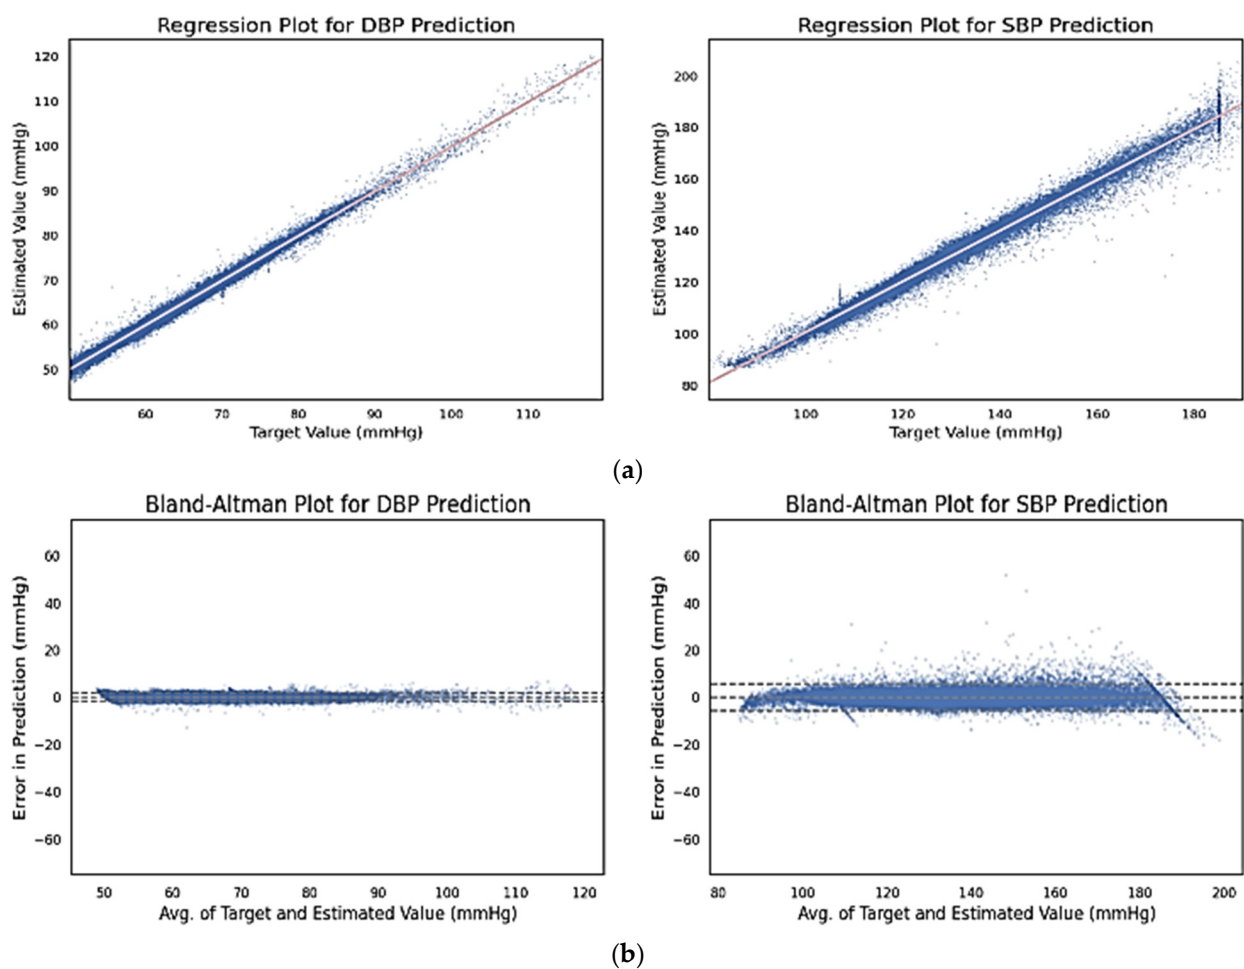 Regression Plot for DBP Prediction
Estimated Value (mmHg)
120
110
100
90
80
70
60
50
60 70 80 90 100 110
Target Value (mmHg)
Regression Plot for SBP Prediction
Estimated Value (mmHg)
200
180
160
140
120
100
80
100 120 140 160 180
Target Value (mmHg)
(a)
Bland-Altman Plot for DBP Prediction
Error in Prediction (mmHg)
60
40
20
0
−20
−40
−60
50 60 70 80 90 100 110 120
Avg. of Target and Estimated Value (mmHg)
Bland-Altman Plot for SBP Prediction
Error in Prediction (mmHg)
60
40
20
0
−20
−40
−60
80 100 120 140 160 180 200
Avg. of Target and Estimated Value (mmHg)
(b)